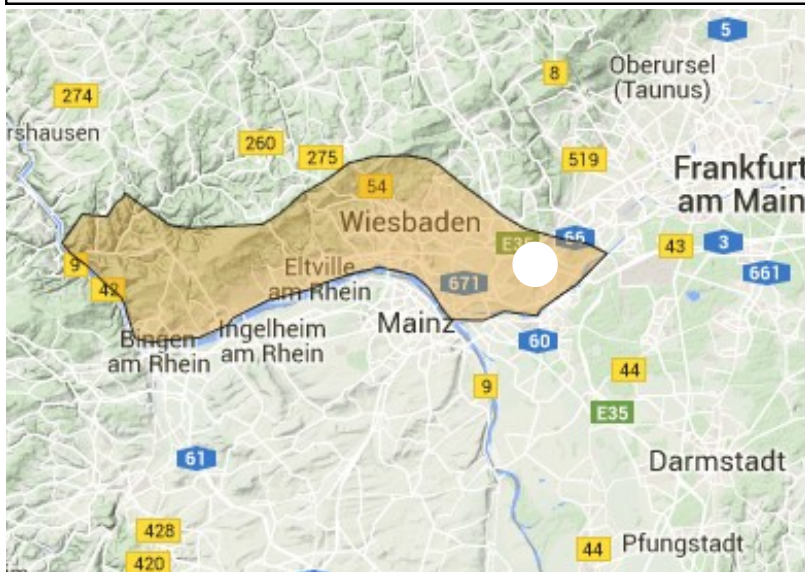 5
Oberursel
(Taunus)
8
274
rshausen
260
275
519
Frankfurt
am Main
54
Wiesbaden
66
43
3
661
9
42
Eltville
am Rhein
671
Mainz
Bingen
am Rhein
Ingelheim
am Rhein
60
9
44
E35
61
Darmstadt
428
420
44
Pfungstadt